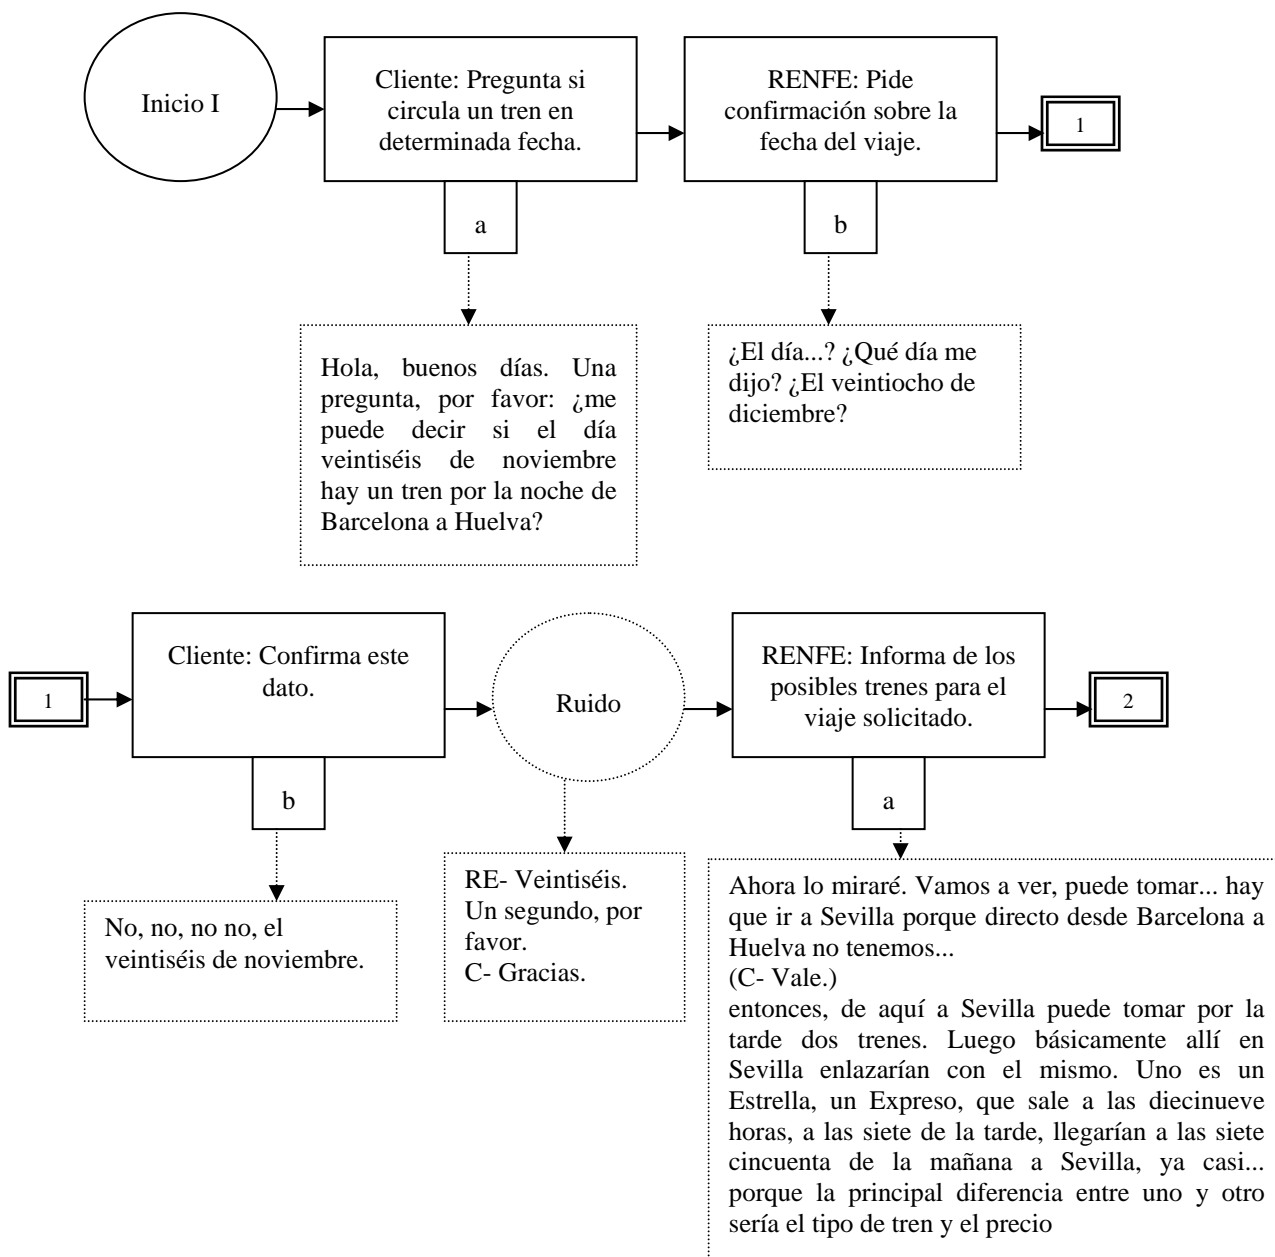 Inicio I
Cliente: Pregunta si
circula un tren en
determinada fecha.
RENFE: Pide
confirmación sobre la
fecha del viaje.
1
a
b
Hola, buenos días. Una
pregunta, por favor: ¿me
puede decir si el día
veintiséis de noviembre
hay un tren por la noche de
Barcelona a Huelva?
¿El día...? ¿Qué día me
dijo? ¿El veintiocho de
diciembre?
1
Cliente: Confirma este
dato.
Ruido
RENFE: Informa de los
posibles trenes para el
viaje solicitado.
2
b
a
No, no, no no, el
veintiséis de noviembre.
RE- Veintiséis.
Un segundo, por
favor.
C- Gracias.
Ahora lo miraré. Vamos a ver, puede tomar... hay
que ir a Sevilla porque directo desde Barcelona a
Huelva no tenemos...
(C- Vale.)
entonces, de aquí a Sevilla puede tomar por la
tarde dos trenes. Luego básicamente allí en
Sevilla enlazarían con el mismo. Uno es un
Estrella, un Expreso, que sale a las diecinueve
horas, a las siete de la tarde, llegarían a las siete
cincuenta de la mañana a Sevilla, ya casi...
porque la principal diferencia entre uno y otro
sería el tipo de tren y el precio